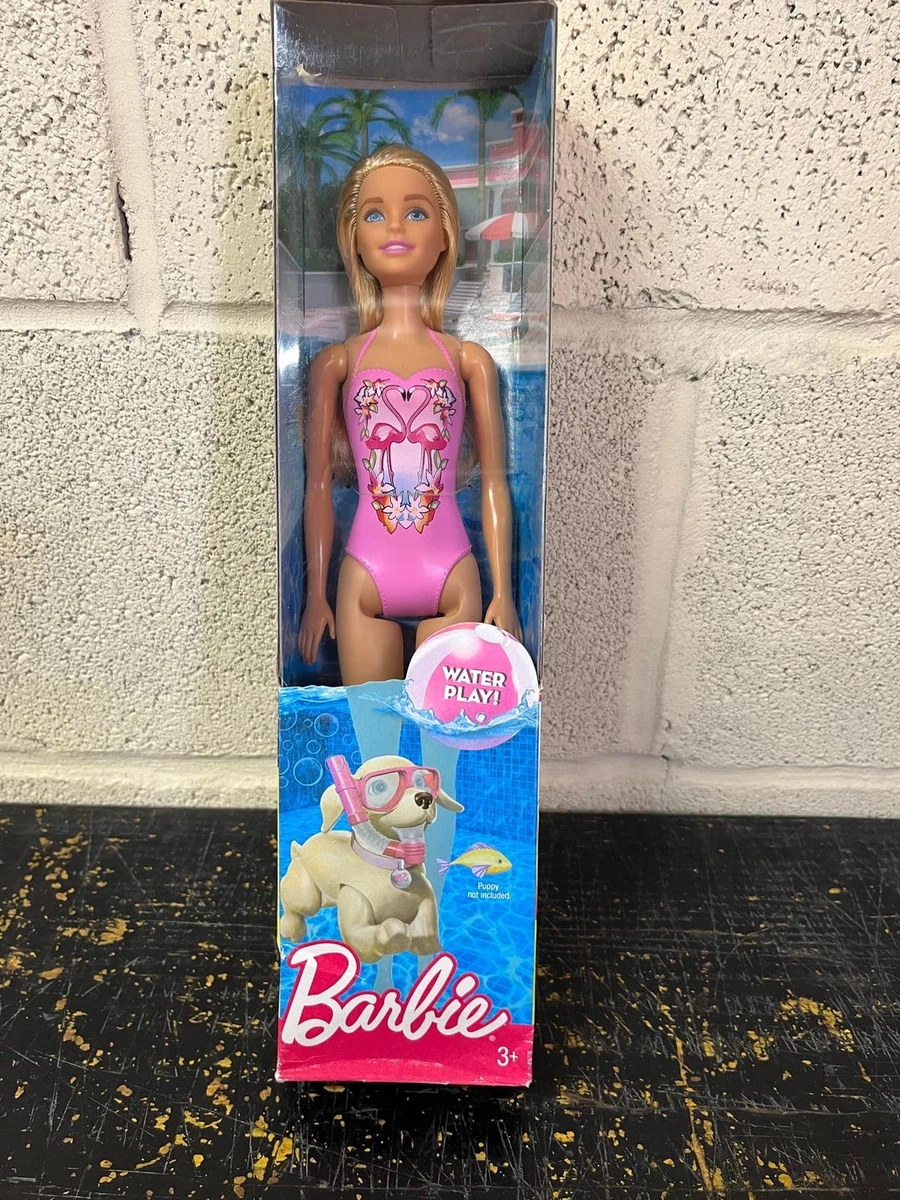 WATER
PLAY!
Puppy
not included.
Barbie®
3+